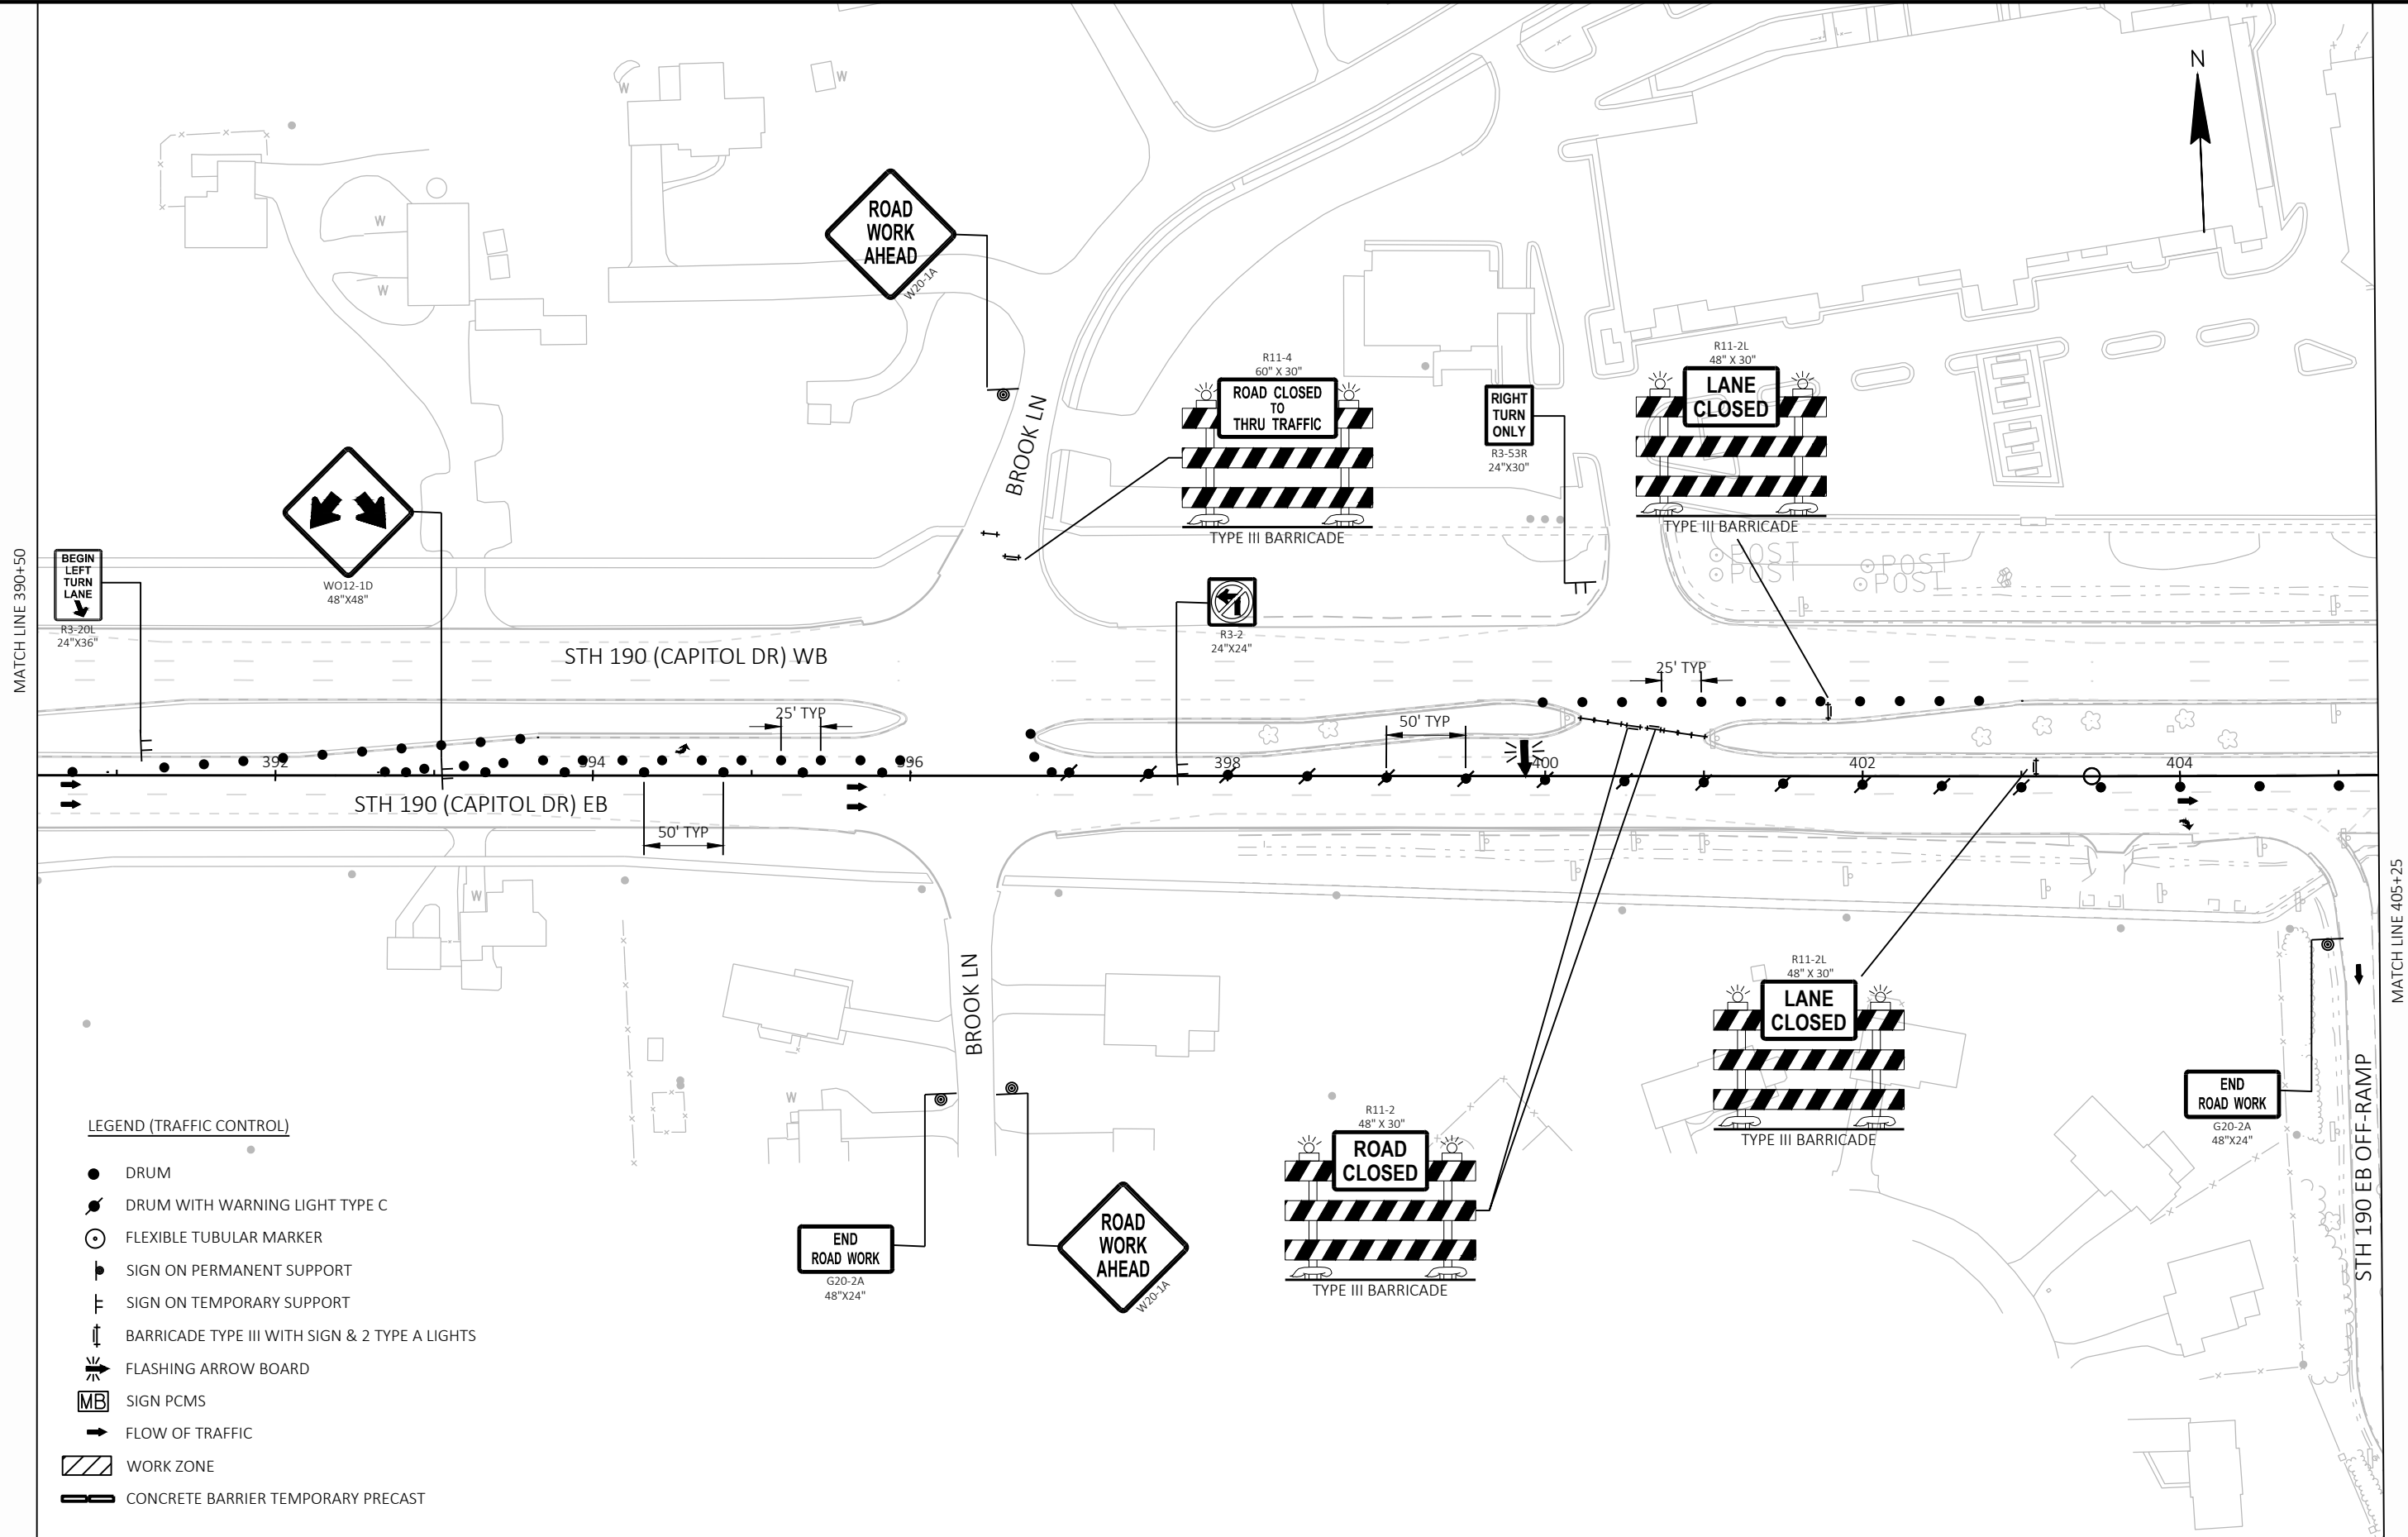 N
W
W
ROAD
WORK
AHEAD
W20-1A
W
W
R11-4
60" X 30"
ROAD CLOSED
TO
THRU TRAFFIC
TYPE III BARRICADE
RIGHT
TURN
ONLY
R3-53R
24"X30"
R11-2L
48" X 30"
LANE
CLOSED
TYPE III BARRICADE
BROOK LN
POST
POST
POST
POST
MATCH LINE 390+50
BEGIN
LEFT
TURN
LANE
R3-20L
24"X36"
WO12-1D
48"X48"
R3-2
24"X24"
STH 190 (CAPITOL DR) WB
25' TYP
25' TYP
50' TYP
392
394
396
398
400
402
404
STH 190 (CAPITOL DR) EB
50' TYP
W
BROOK LN
MATCH LINE 405+25
R11-2L
48" X 30"
LANE
CLOSED
TYPE III BARRICADE
W
R11-2
48" X 30"
ROAD
CLOSED
TYPE III BARRICADE
END
ROAD WORK
G20-2A
48"X24"
STH 190 EB OFF-RAMP
END
ROAD WORK
G20-2A
48"X24"
ROAD
WORK
AHEAD
W20-1A
LEGEND (TRAFFIC CONTROL)
DRUM
DRUM WITH WARNING LIGHT TYPE C
FLEXIBLE TUBULAR MARKER
SIGN ON PERMANENT SUPPORT
SIGN ON TEMPORARY SUPPORT
BARRICADE TYPE III WITH SIGN & 2 TYPE A LIGHTS
FLASHING ARROW BOARD
MB SIGN PCMS
FLOW OF TRAFFIC
WORK ZONE
CONCRETE BARRIER TEMPORARY PRECAST